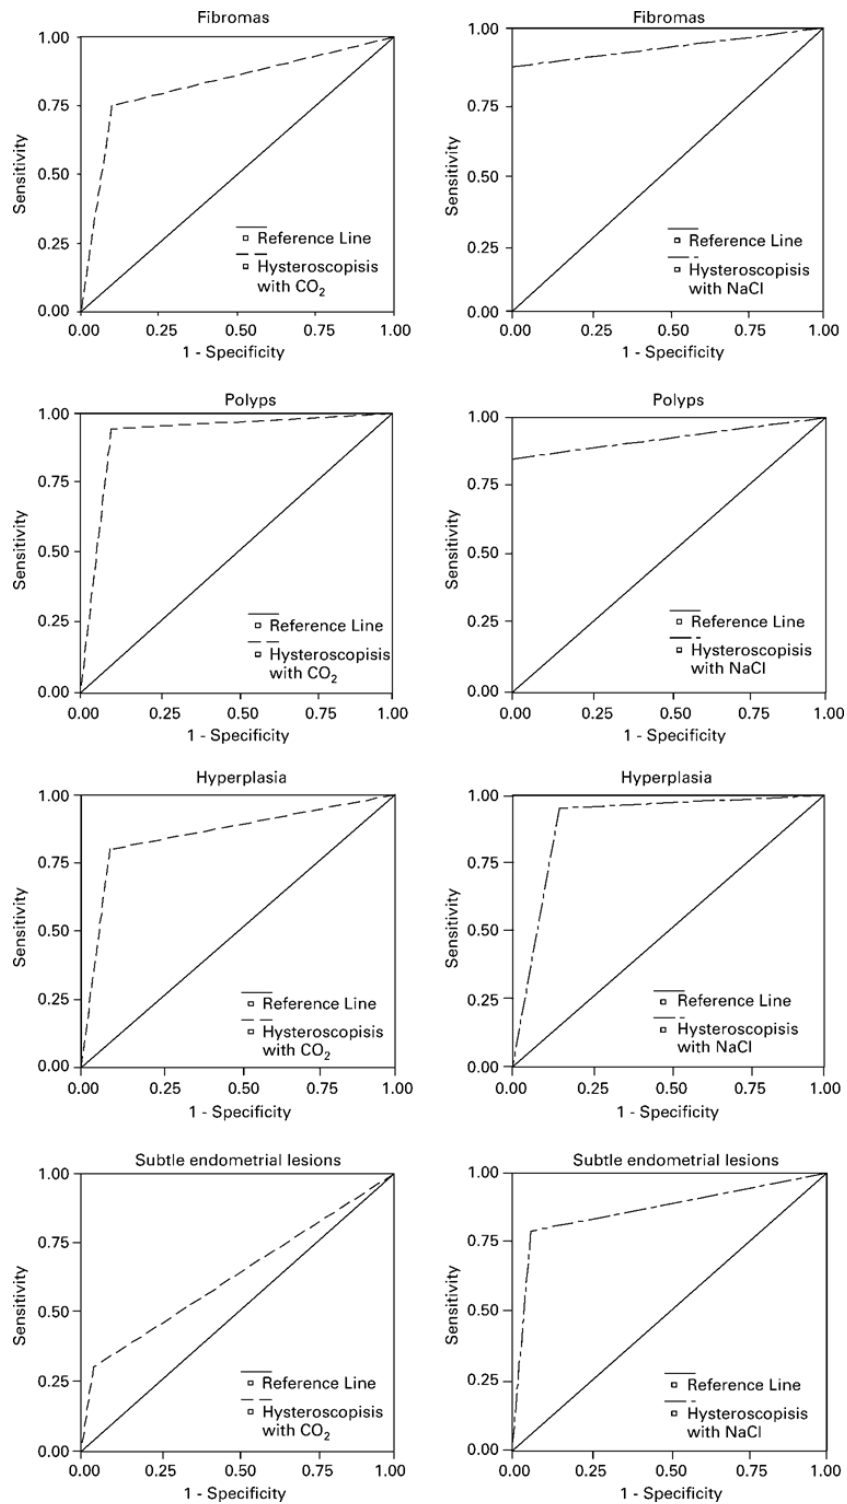 Fibromas
1.00
0.75
0.50
0.25
0.00
Sensitivity
Reference Line
Hysteroscopisis
with CO₂
0.00 0.25 0.50 0.75 1.00
1 - Specificity
Fibromas
1.00
0.75
0.50
0.25
0.00
Sensitivity
Reference Line
Hysteroscopisis
with NaCl
0.00 0.25 0.50 0.75 1.00
1 - Specificity
Polyps
1.00
0.75
0.50
0.25
0.00
Sensitivity
Reference Line
Hysteroscopisis
with CO₂
0.00 0.25 0.50 0.75 1.00
1 - Specificity
Polyps
1.00
0.75
0.50
0.25
0.00
Sensitivity
Reference Line
Hysteroscopisis
with NaCl
0.00 0.25 0.50 0.75 1.00
1 - Specificity
Hyperplasia
1.00
0.75
0.50
0.25
0.00
Sensitivity
Reference Line
Hysteroscopisis
with CO₂
0.00 0.25 0.50 0.75 1.00
1 - Specificity
Hyperplasia
1.00
0.75
0.50
0.25
0.00
Sensitivity
Reference Line
Hysteroscopisis
with NaCl
0.00 0.25 0.50 0.75 1.00
1 - Specificity
Subtle endometrial lesions
1.00
0.75
0.50
0.25
0.00
Sensitivity
Reference Line
Hysteroscopisis
with CO₂
0.00 0.25 0.50 0.75 1.00
1 - Specificity
Subtle endometrial lesions
1.00
0.75
0.50
0.25
0.00
Sensitivity
Reference Line
Hysteroscopisis
with NaCl
0.00 0.25 0.50 0.75 1.00
1 - Specificity